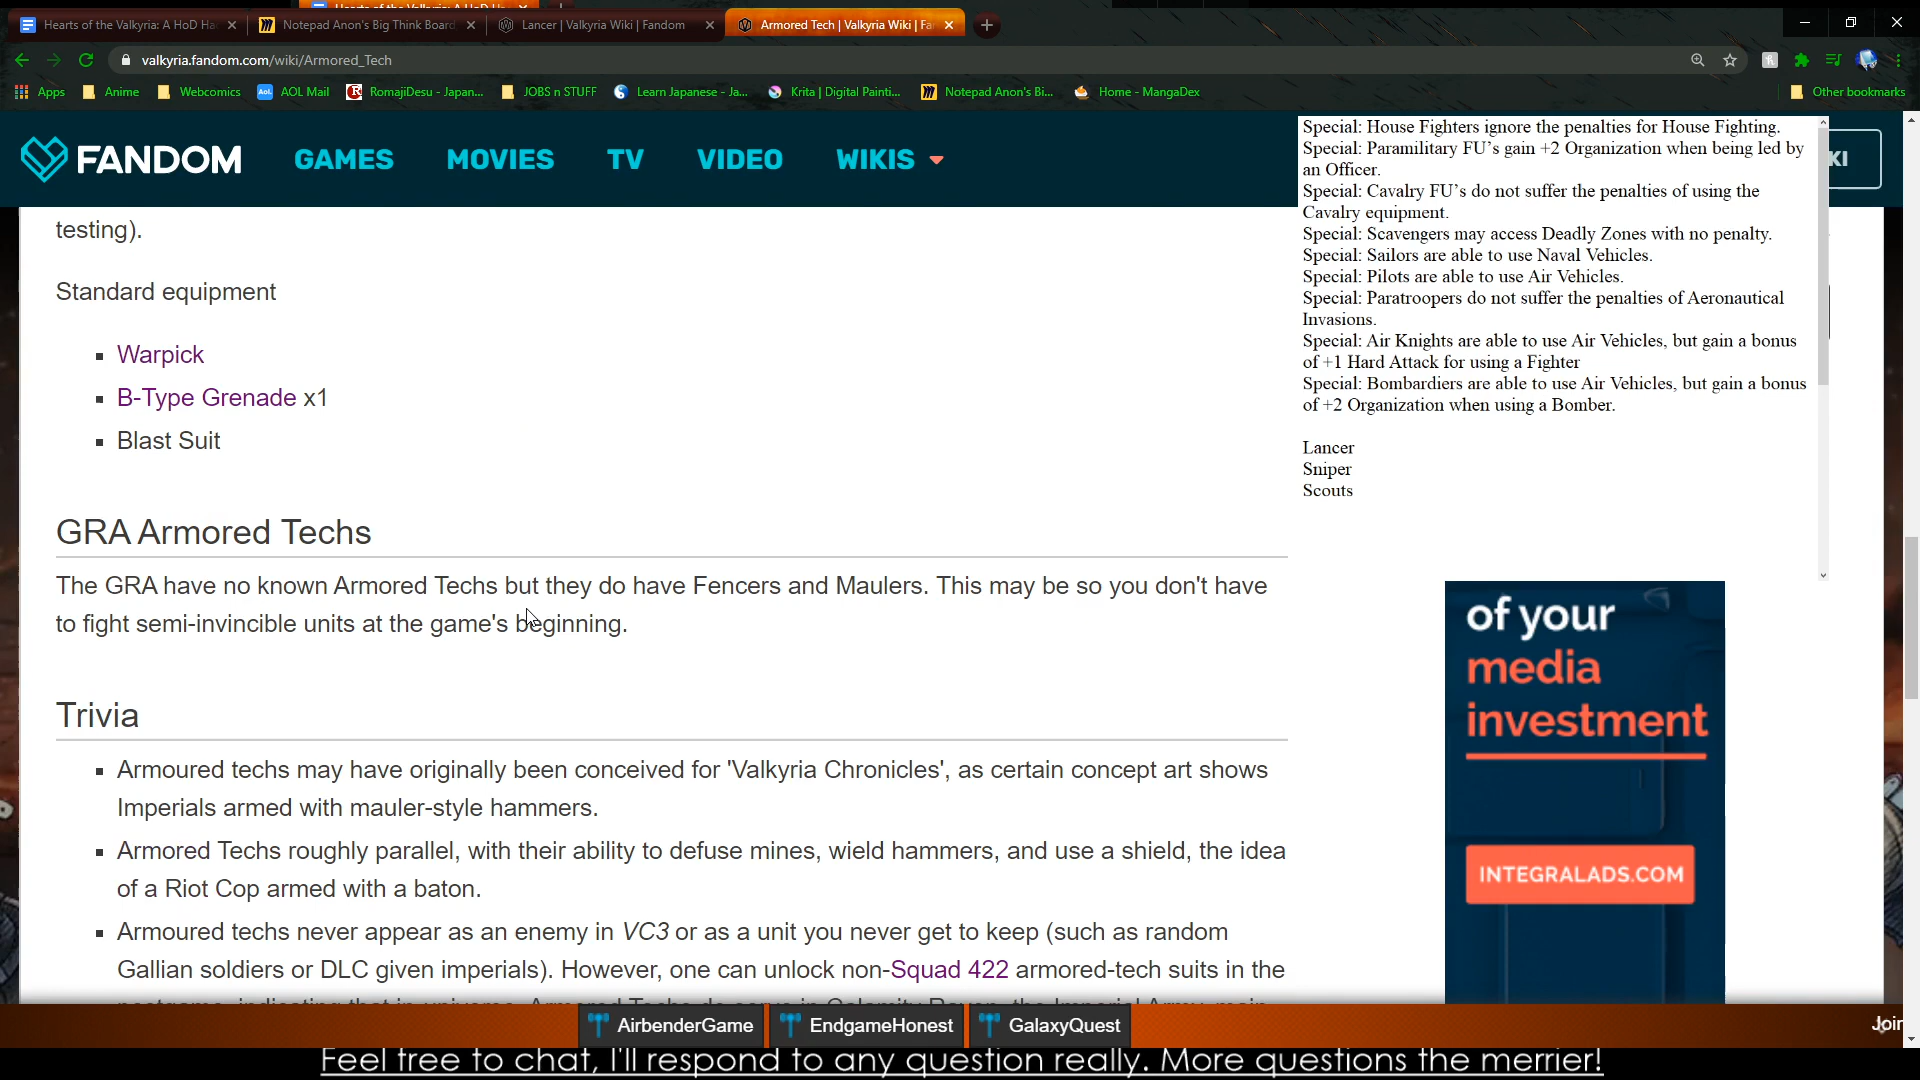 Hearts of the Valkyria: A HoD Ha
Notepad Anon's Big Think Board
Lancer | Valkyria Wiki | Fandom
Armored Tech | Valkyria Wiki | Fa
valkyria.fandom.com/wiki/Armored_Tech
Apps
Anime
Webcomics
AOL Mail
RomajiDesu - Japan...
JOBS n STUFF
Learn Japanese - Ja...
Krita | Digital Painti...
Notepad Anon's Bi...
Home - MangaDex
Other bookmarks
FANDOM
GAMES
MOVIES
TV
VIDEO
WIKIS
KI
testing).
Standard equipment
Warpick
B-Type Grenade x1
Blast Suit
GRA Armored Techs
The GRA have no known Armored Techs but they do have Fencers and Maulers. This may be so you don't have
to fight semi-invincible units at the game's beginning.
Trivia
Armoured techs may have originally been conceived for 'Valkyria Chronicles', as certain concept art shows
Imperials armed with mauler-style hammers.
Armored Techs roughly parallel, with their ability to defuse mines, wield hammers, and use a shield, the idea
of a Riot Cop armed with a baton.
Armoured techs never appear as an enemy in VC3 or as a unit you never get to keep (such as random
Gallian soldiers or DLC given imperials). However, one can unlock non-Squad 422 armored-tech suits in the
Special: House Fighters ignore the penalties for House Fighting.
Special: Paramilitary FU's gain +2 Organization when being led by
an Officer.
Special: Cavalry FU's do not suffer the penalties of using the
Cavalry equipment.
Special: Scavengers may access Deadly Zones with no penalty.
Special: Sailors are able to use Naval Vehicles.
Special: Pilots are able to use Air Vehicles.
Special: Paratroopers do not suffer the penalties of Aeronautical
Invasions.
Special: Air Knights are able to use Air Vehicles, but gain a bonus
of +1 Hard Attack for using a Fighter
Special: Bombardiers are able to use Air Vehicles, but gain a bonus
of +2 Organization when using a Bomber.
Lancer
Sniper
Scouts
of your
media
investment
INTEGRALADS.COM
AirbenderGame
EndgameHonest
GalaxyQuest
Join
Feel free to chat, I'll respond to any question really. More questions the merrier!